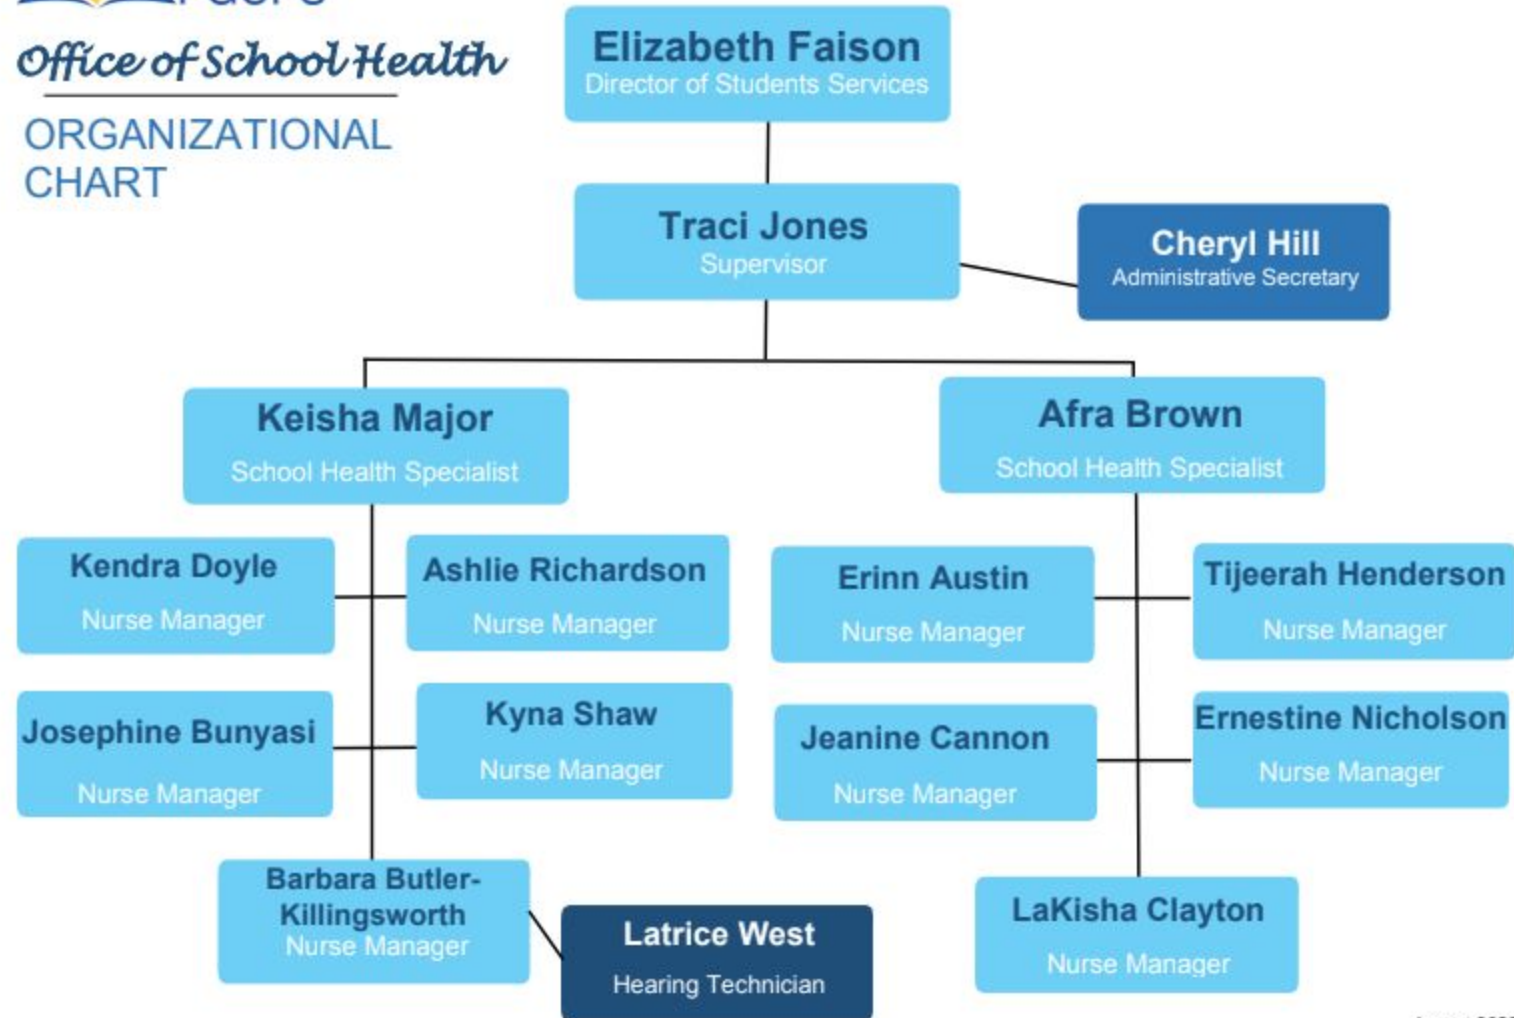 Office of School Health
ORGANIZATIONAL
CHART
Elizabeth Faison
Director of Students Services
Traci Jones
Supervisor
Cheryl Hill
Administrative Secretary
Keisha Major
School Health Specialist
Afra Brown
School Health Specialist
Kendra Doyle
Nurse Manager
Ashlie Richardson
Nurse Manager
Erinn Austin
Nurse Manager
Tijeerah Henderson
Nurse Manager
Josephine Bunyasi
Nurse Manager
Kyna Shaw
Nurse Manager
Jeanine Cannon
Nurse Manager
Ernestine Nicholson
Nurse Manager
Barbara Butler-
Killingsworth
Nurse Manager
Latrice West
Hearing Technician
LaKisha Clayton
Nurse Manager